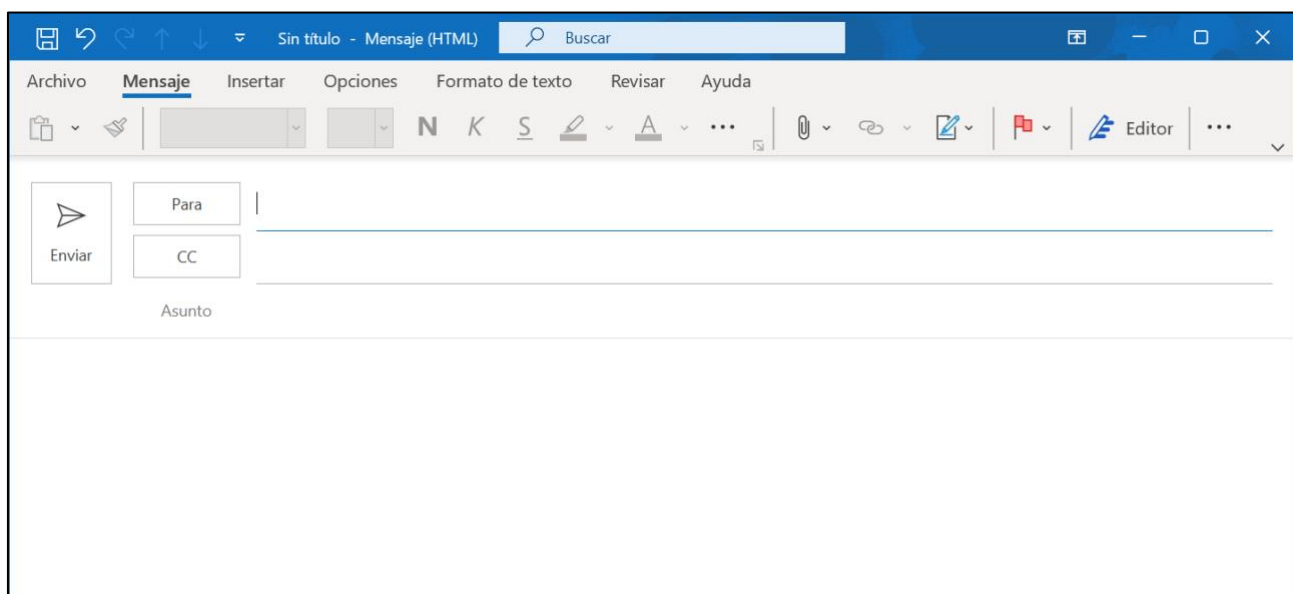 Sin título - Mensaje (HTML) Buscar
Archivo Mensaje Insertar Opciones Formato de texto Revisar Ayuda
N K S A Editor
Para
Enviar CC
Asunto